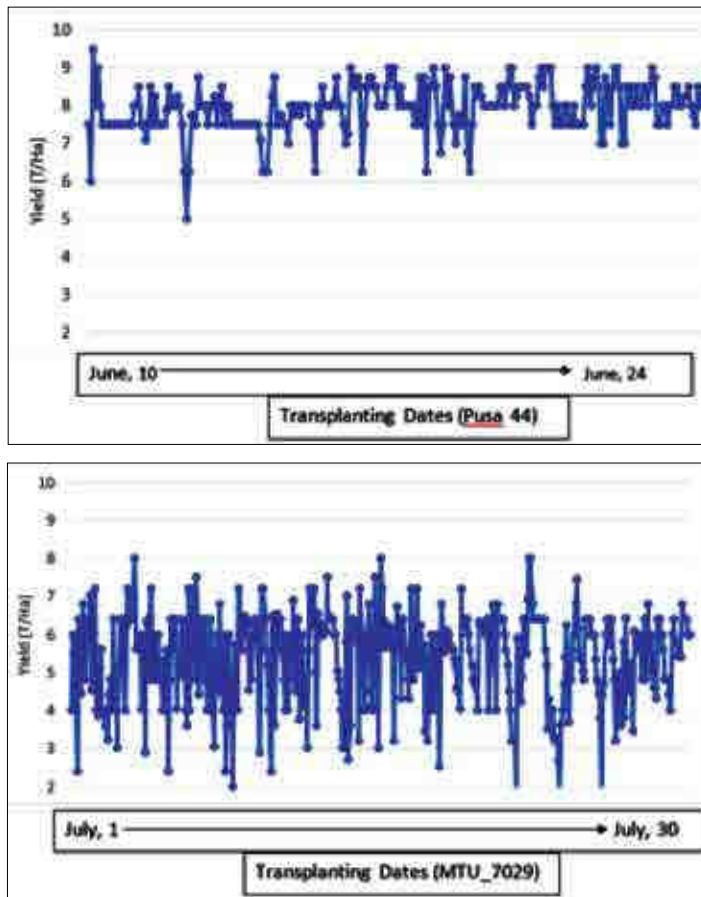 10
9
8
7
6
5
4
3
2
Yield (T/Ha)
June, 10
June, 24
Transplanting Dates (Pusa 44)
10
9
8
7
6
5
4
3
2
Yield (T/Ha)
July, 1
July, 30
Transplanting Dates (MTU_7029)